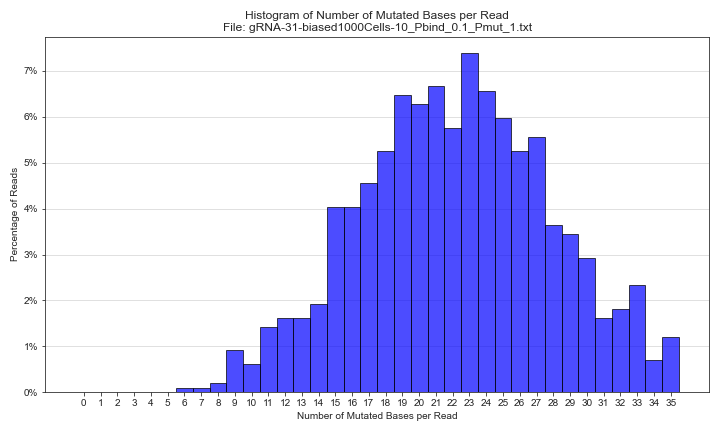 Histogram of Number of Mutated Bases per Read
File: gRNA-31-biased1000Cells-10_Pbind_0.1_Pmut_1.txt
Percentage of Reads
7%
6%
5%
4%
3%
2%
1%
0%
0 1 2 3 4 5 6 7 8 9 10 11 12 13 14 15 16 17 18 19 20 21 22 23 24 25 26 27 28 29 30 31 32 33 34 35
Number of Mutated Bases per Read